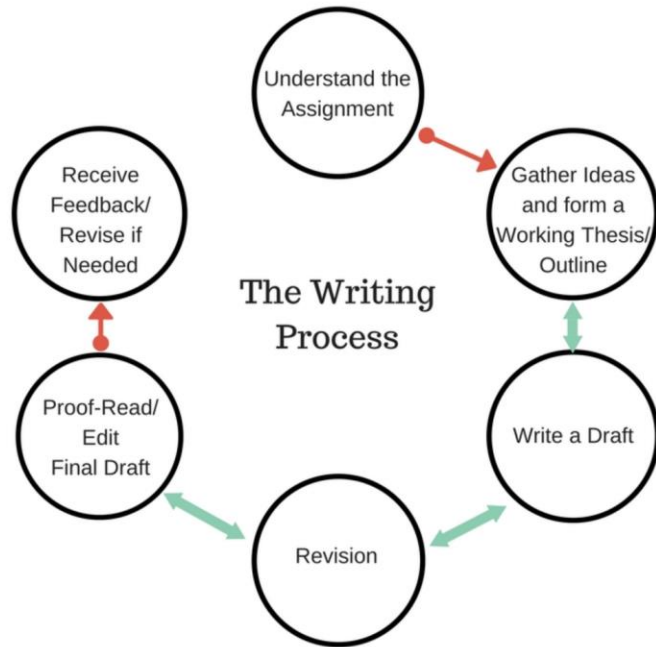 Understand the
Assignment
Gather Ideas
and form a
Working Thesis/
Outline
Write a Draft
Revision
Proof-Read/
Edit
Final Draft
Receive
Feedback/
Revise if
Needed
The Writing
Process